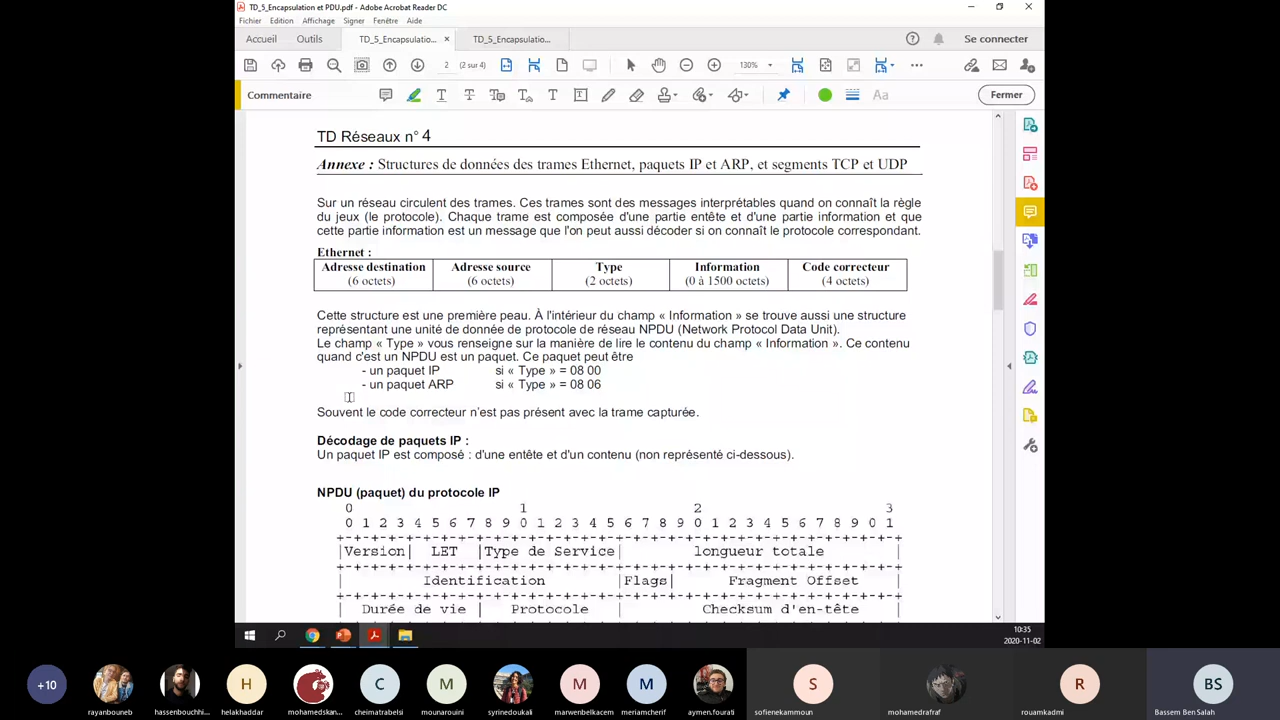 TD_5_Encapsulation et PDU.pdf - Adobe Acrobat Reader DC
Fichier Edition Affichage Signer Fenêtre Aide
Accueil Outils TD_5_Encapsulatio... × TD_5_Encapsulation... Se connecter
2 (2 sur 4) 130%
Commentaire Fermer
TD Réseaux n° 4
Annexe : Structures de données des trames Ethernet, paquets IP et ARP, et segments TCP et UDP
Sur un réseau circulent des trames. Ces trames sont des messages interprétables quand on connaît la règle
du jeux (le protocole). Chaque trame est composée d'une partie entête et d'une partie information et que
cette partie information est un message que l'on peut aussi décoder si on connaît le protocole correspondant.
Ethernet :
Adresse destination Adresse source Type Information Code correcteur
(6 octets) (6 octets) (2 octets) (0 à 1500 octets) (4 octets)
Cette structure est une première peau. À l'intérieur du champ « Information » se trouve aussi une structure
représentant une unité de donnée de protocole de réseau NPDU (Network Protocol Data Unit).
Le champ « Type » vous renseigne sur la manière de lire le contenu du champ « Information ». Ce contenu
quand c'est un NPDU est un paquet. Ce paquet peut être
- un paquet IP si « Type » = 08 00
- un paquet ARP si « Type » = 08 06
Souvent le code correcteur n'est pas présent avec la trame capturée.
Décodage de paquets IP :
Un paquet IP est composé : d'une entête et d'un contenu (non représenté ci-dessous).
NPDU (paquet) du protocole IP
0 1 2 3
0 1 2 3 4 5 6 7 8 9 0 1 2 3 4 5 6 7 8 9 0 1 2 3 4 5 6 7 8 9 0 1
+-+-+-+-+-+-+-+-+-+-+-+-+-+-+-+-+-+-+-+-+-+-+-+-+-+-+-+-+-+-+-+-+
|Version| LET |Type de Service| longueur totale |
+-+-+-+-+-+-+-+-+-+-+-+-+-+-+-+-+-+-+-+-+-+-+-+-+-+-+-+-+-+-+-+-+
| Identification |Flags| Fragment Offset |
+-+-+-+-+-+-+-+-+-+-+-+-+-+-+-+-+-+-+-+-+-+-+-+-+-+-+-+-+-+-+-+-+
| Durée de vie | Protocole | Checksum d'en-tête |
10:35
2020-11-02
+10 H C M M M S R BS
rayanbouneb hassenbouchhi... helakhaddar mohamedskan... cheimatrabelsi mounarouini syrinedoukali marwenbelkacem meriamcherif aymen.fourati sofienekammoun mohamedrafraf rouamkadmi Bassem Ben Salah